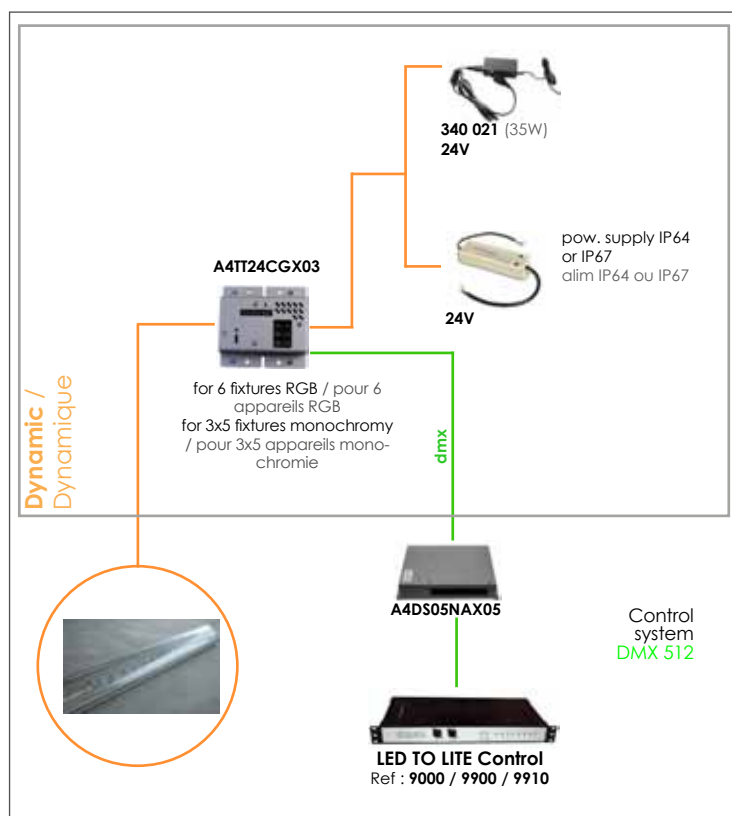 340 021 (35W)
24V
pow. supply IP64
or IP67
alim IP64 ou IP67
24V
A4TT24CGX03
for 6 fixtures RGB / pour 6
appareils RGB
for 3x5 fixtures monochromy
/ pour 3x5 appareils mono-
chromie
dmx
Dynamic /
Dynamique
A4DS05NAX05
Control
system
DMX 512
LED TO LITE Control
Ref : 9000 / 9900 / 9910